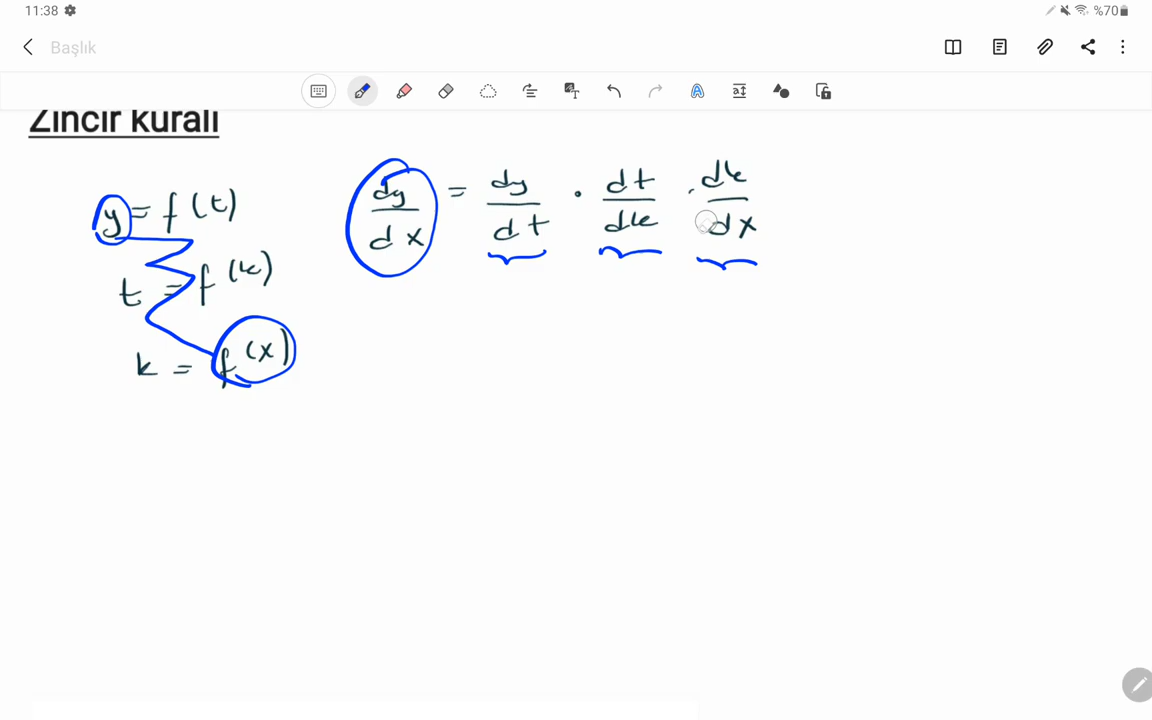 11:38 %70
Başlık
Zincir kuralı
y = f(t)
t = f(k)
k = f(x)
dy/dx = dy/dt · dt/dk · dk/dx